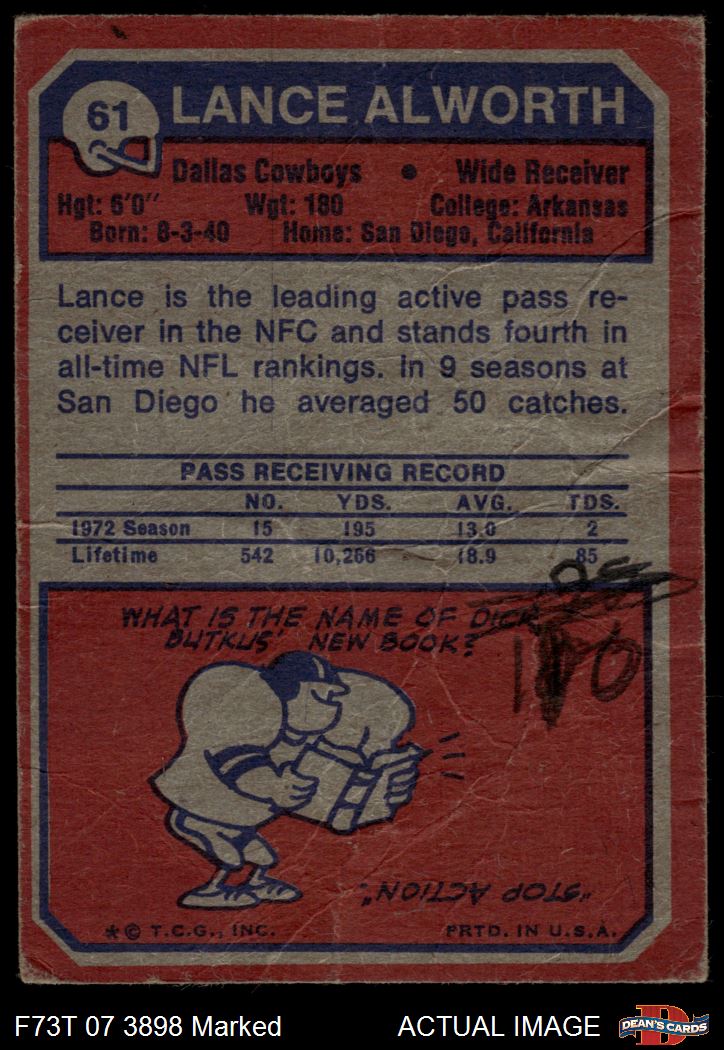 61 LANCE ALWORTH
Dallas Cowboys • Wide Receiver
Hgt: 6'0" Wgt: 180 College: Arkansas
Born: 8-3-40 Home: San Diego, California
Lance is the leading active pass re-
ceiver in the NFC and stands fourth in
all-time NFL rankings. In 9 seasons at
San Diego he averaged 50 catches.
PASS RECEIVING RECORD
NO. YDS. AVG. TDS.
1972 Season 15 195 13.0 2
Lifetime 542 10,266 18.9 85
WHAT IS THE NAME OF DICK
BUTKUS' NEW BOOK?
"STOP ACTION".
* © T.C.G., INC. PRTD. IN U.S.A.
F73T 07 3898 Marked ACTUAL IMAGE DEAN'S CARDS